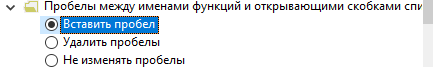 Пробелы между именами функций и открывающими скобками спи
Вставить пробел
Удалить пробелы
Не изменять пробелы